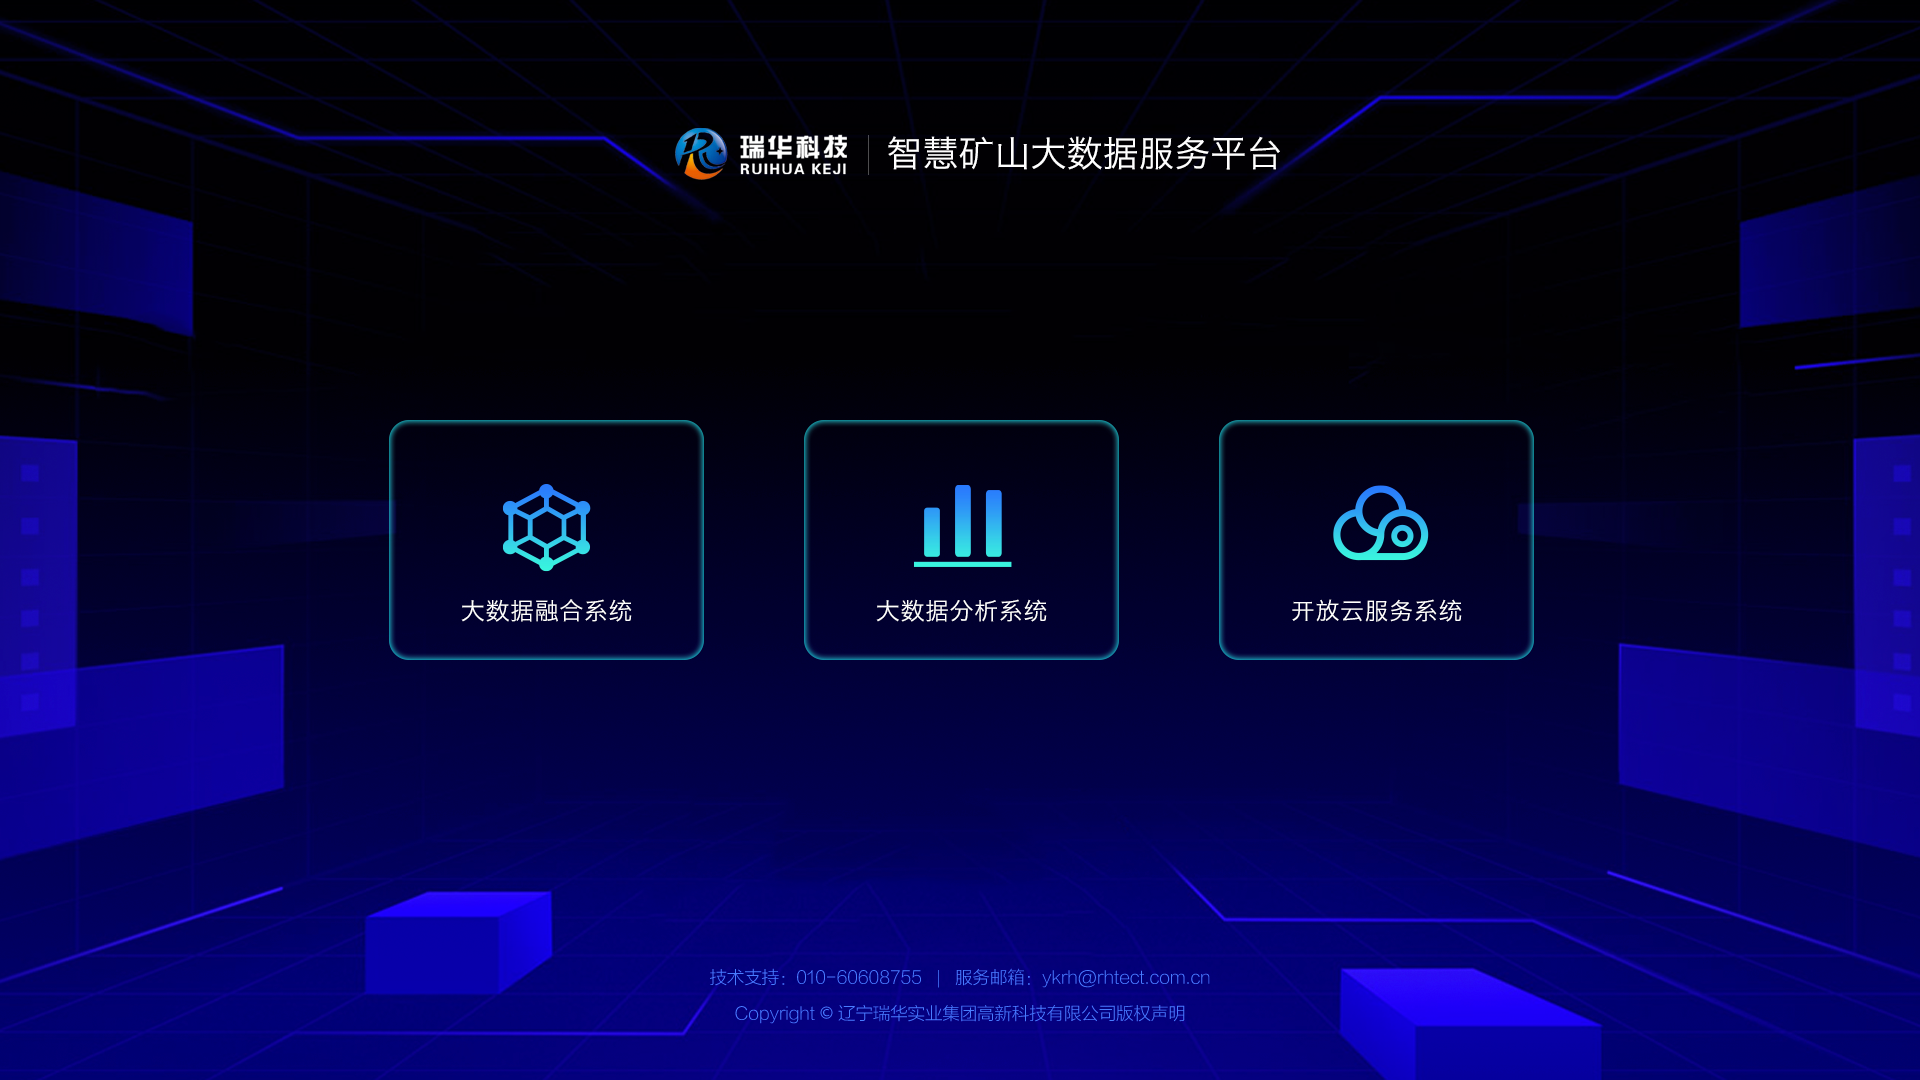 瑞华科技
RUIHUA KEJI
智慧矿山大数据服务平台
大数据融合系统
大数据分析系统
开放云服务系统
技术支持：010-60608755 | 服务邮箱：ykrh@rhtect.com.cn
Copyright © 辽宁瑞华实业集团高新科技有限公司版权声明